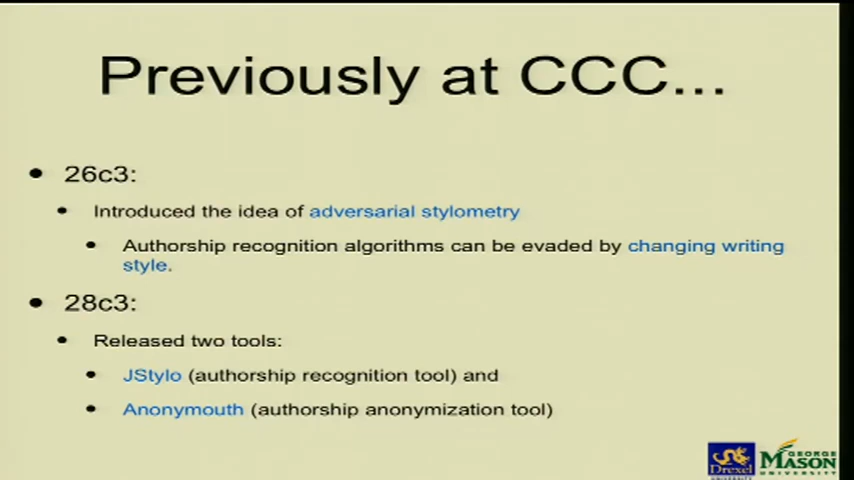 Previously at CCC...
• 26c3:
• Introduced the idea of adversarial stylometry
• Authorship recognition algorithms can be evaded by changing writing
style.
• 28c3:
• Released two tools:
• JStylo (authorship recognition tool) and
• Anonymouth (authorship anonymization tool)
Drexel
UNIVERSITY
GEORGE
MASON
UNIVERSITY